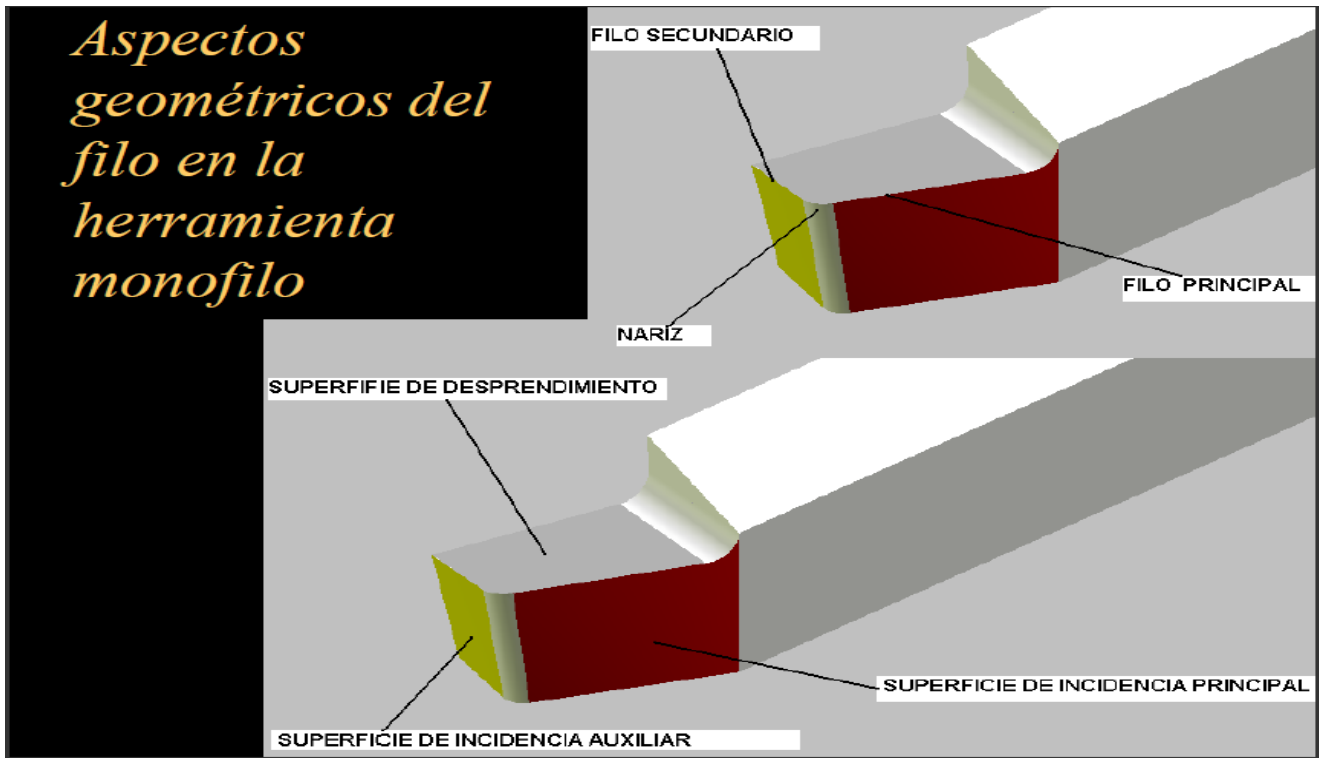 Aspectos
geométricos del
filo en la
herramienta
monofilo
FILO SECUNDARIO
FILO PRINCIPAL
NARÍZ
SUPERFIFIE DE DESPRENDIMIENTO
SUPERFICIE DE INCIDENCIA PRINCIPAL
SUPERFICIE DE INCIDENCIA AUXILIAR